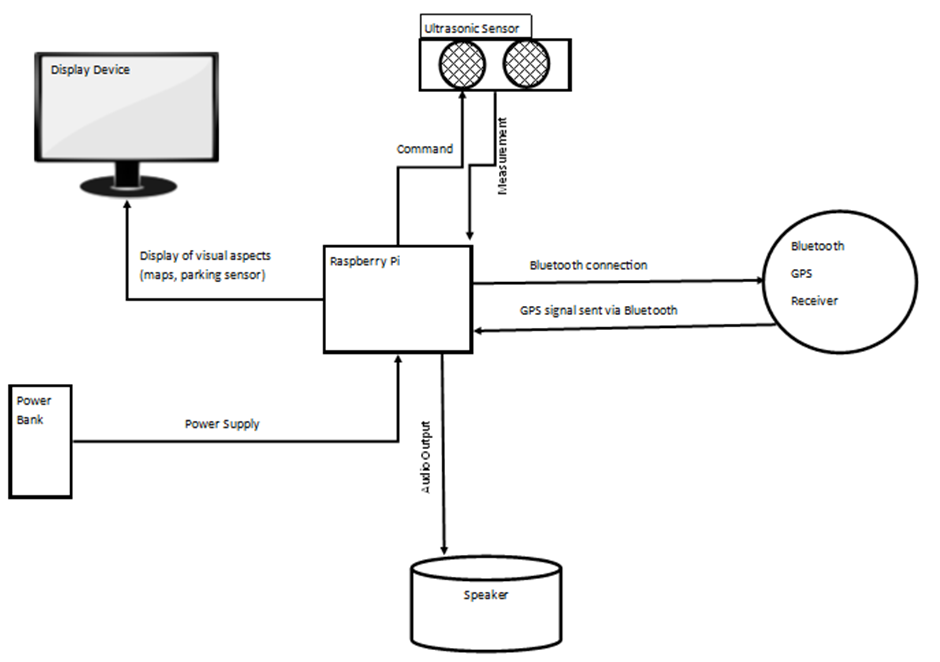 Ultrasonic Sensor
Display Device
Command
Measurement
Display of visual aspects
(maps, parking sensor)
Raspberry Pi
Bluetooth connection
GPS signal sent via Bluetooth
Bluetooth
GPS
Receiver
Power
Bank
Power Supply
Audio Output
Speaker